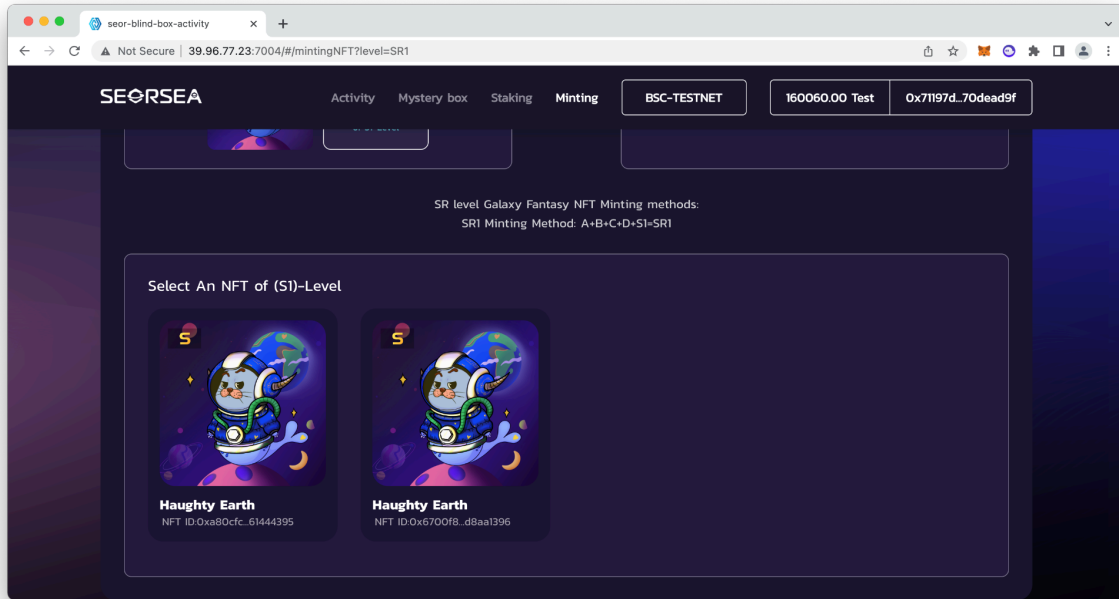 seor-blind-box-activity
Not Secure | 39.96.77.23:7004/#/mintingNFT?level=SR1
SEORSEA
Activity Mystery box Staking Minting BSC-TESTNET 160060.00 Test 0x71197d...70dead9f
SR level Galaxy Fantasy NFT Minting methods:
SR1 Minting Method: A+B+C+D+S1=SR1
Select An NFT of (S1)-Level
S S
Haughty Earth Haughty Earth
NFT ID:0xa80cfc...61444395 NFT ID:0x6700f8...d8aa1396